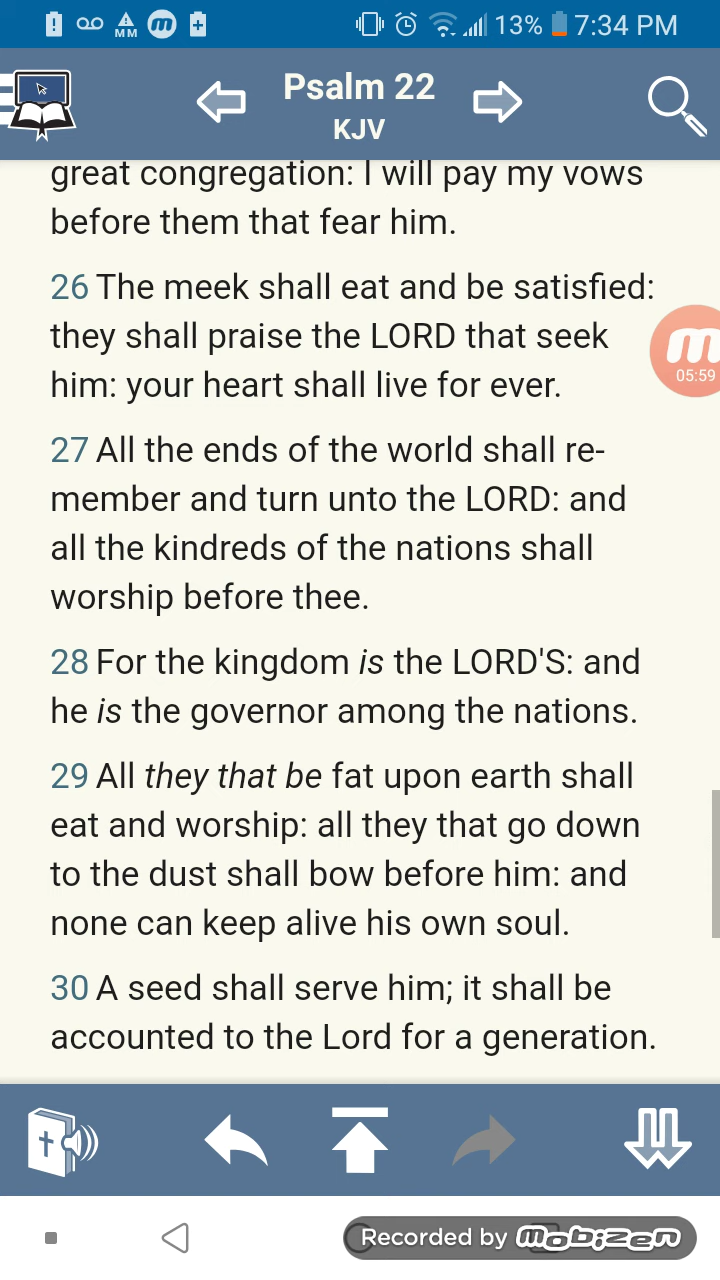 MM
m
13%
7:34 PM
Psalm 22
KJV
great congregation: I will pay my vows
before them that fear him.
26 The meek shall eat and be satisfied:
they shall praise the LORD that seek
him: your heart shall live for ever.
m
05:59
27 All the ends of the world shall re-
member and turn unto the LORD: and
all the kindreds of the nations shall
worship before thee.
28 For the kingdom is the LORD'S: and
he is the governor among the nations.
29 All they that be fat upon earth shall
eat and worship: all they that go down
to the dust shall bow before him: and
none can keep alive his own soul.
30 A seed shall serve him; it shall be
accounted to the Lord for a generation.
Recorded by mobizen